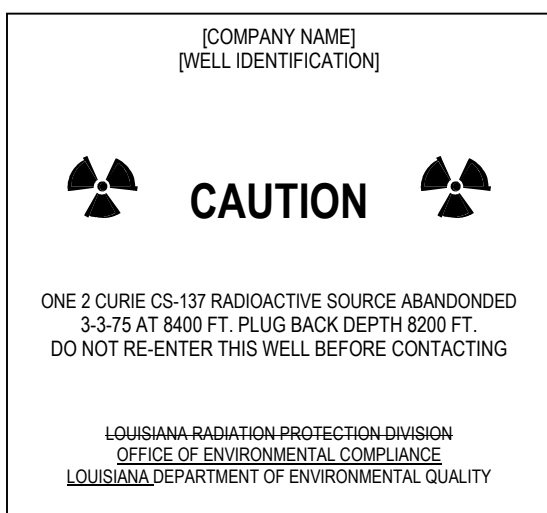 [COMPANY NAME]
[WELL IDENTIFICATION]
CAUTION
ONE 2 CURIE CS-137 RADIOACTIVE SOURCE ABANDONDED
3-3-75 AT 8400 FT. PLUG BACK DEPTH 8200 FT.
DO NOT RE-ENTER THIS WELL BEFORE CONTACTING
LOUISIANA RADIATION PROTECTION DIVISION
OFFICE OF ENVIRONMENTAL COMPLIANCE
LOUISIANA DEPARTMENT OF ENVIRONMENTAL QUALITY